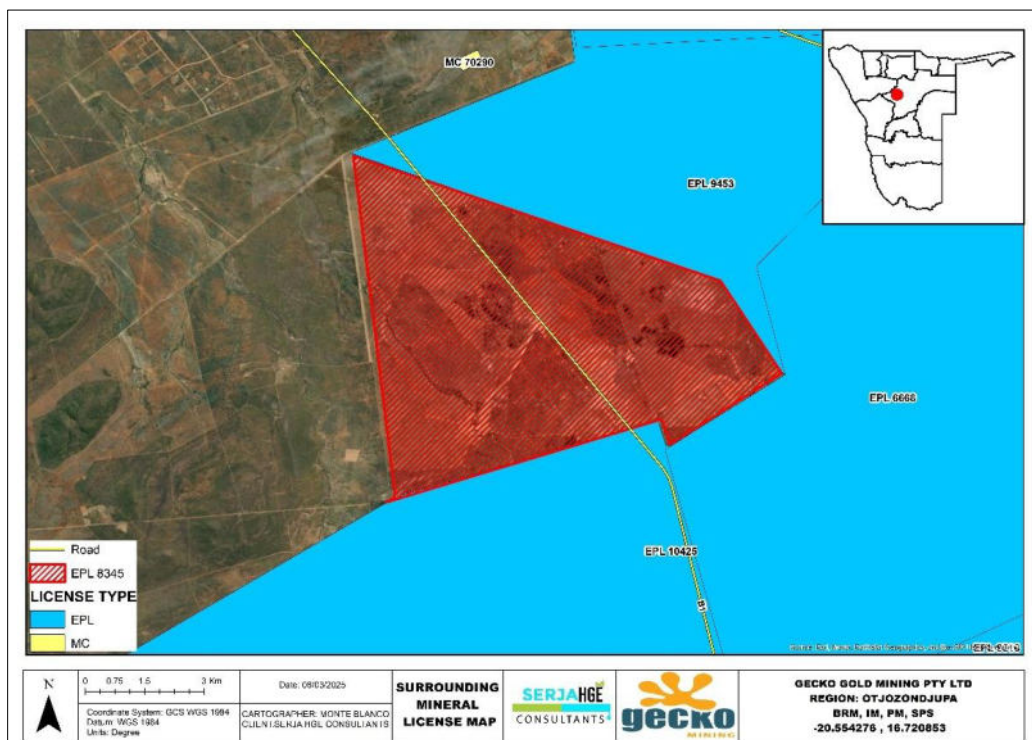 MC 70290
EPL 9453
EPL 6668
EPL 10425
B1
Road
EPL 8345
LICENSE TYPE
EPL
MC
N
0 0.75 1.5 3 Km
Coordinate System: GCS WGS 1984
Datum: WGS 1984
Units: Degree
Date: 08/03/2025
CARTOGRAPHER: MONTE BLANCO
SURROUNDING
MINERAL
LICENSE MAP
SERJAHGE
CONSULTANTS
gecko
MINING
GECKO GOLD MINING PTY LTD
REGION: OTJOZONDJUPA
BRM, IM, PM, SPS
-20.554276 , 16.720853